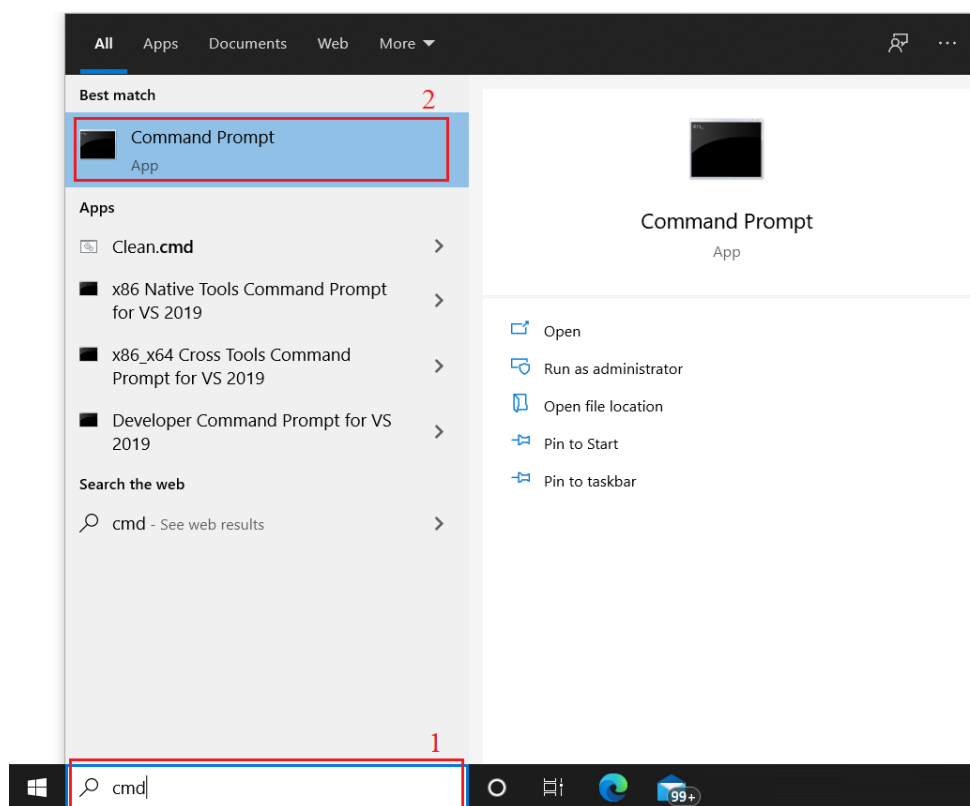 All Apps Documents Web More
Best match
2
Command Prompt
App
Apps
Clean.cmd
x86 Native Tools Command Prompt
for VS 2019
x86_x64 Cross Tools Command
Prompt for VS 2019
Developer Command Prompt for VS
2019
Search the web
cmd - See web results
Command Prompt
App
Open
Run as administrator
Open file location
Pin to Start
Pin to taskbar
1
cmd
99+